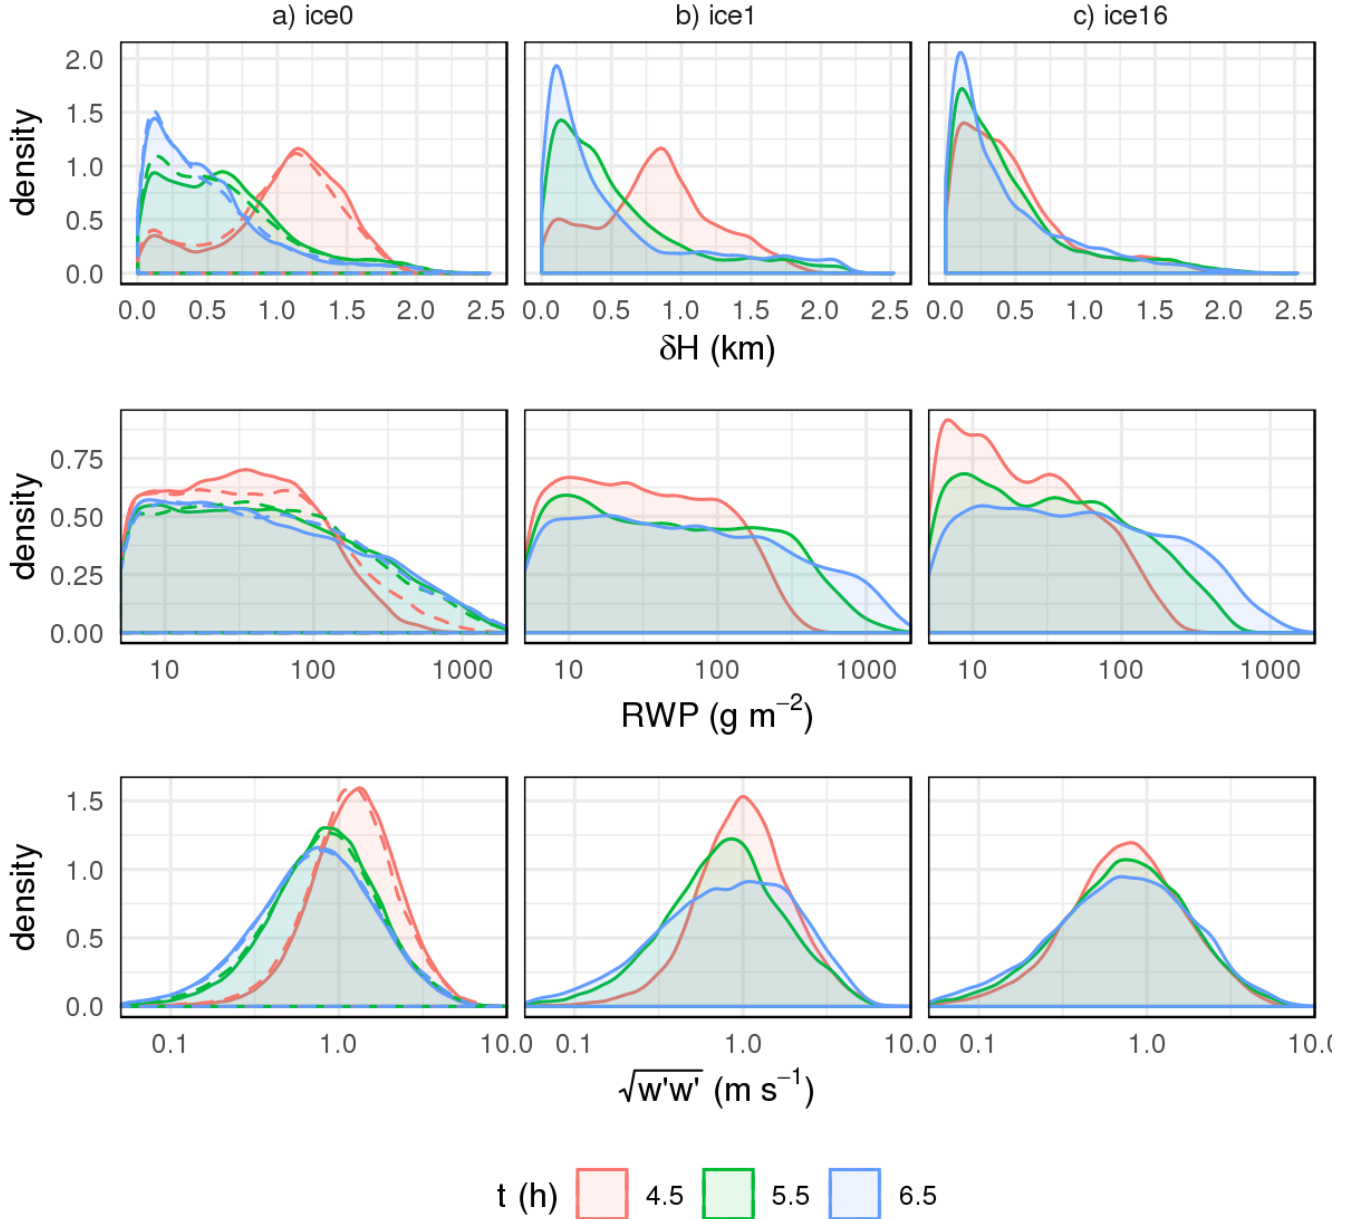 a) ice0 b) ice1 c) ice16
density
2.0
1.5
1.0
0.5
0.0
0.0 0.5 1.0 1.5 2.0 2.5 0.0 0.5 1.0 1.5 2.0 2.5 0.0 0.5 1.0 1.5 2.0 2.5
δH (km)
density
0.75
0.50
0.25
0.00
10 100 1000 10 100 1000 10 100 1000
RWP (g m⁻²)
density
1.5
1.0
0.5
0.0
0.1 1.0 10.0 0.1 1.0 10.0 0.1 1.0 10.0
√w'w' (m s⁻¹)
t (h) 4.5 5.5 6.5